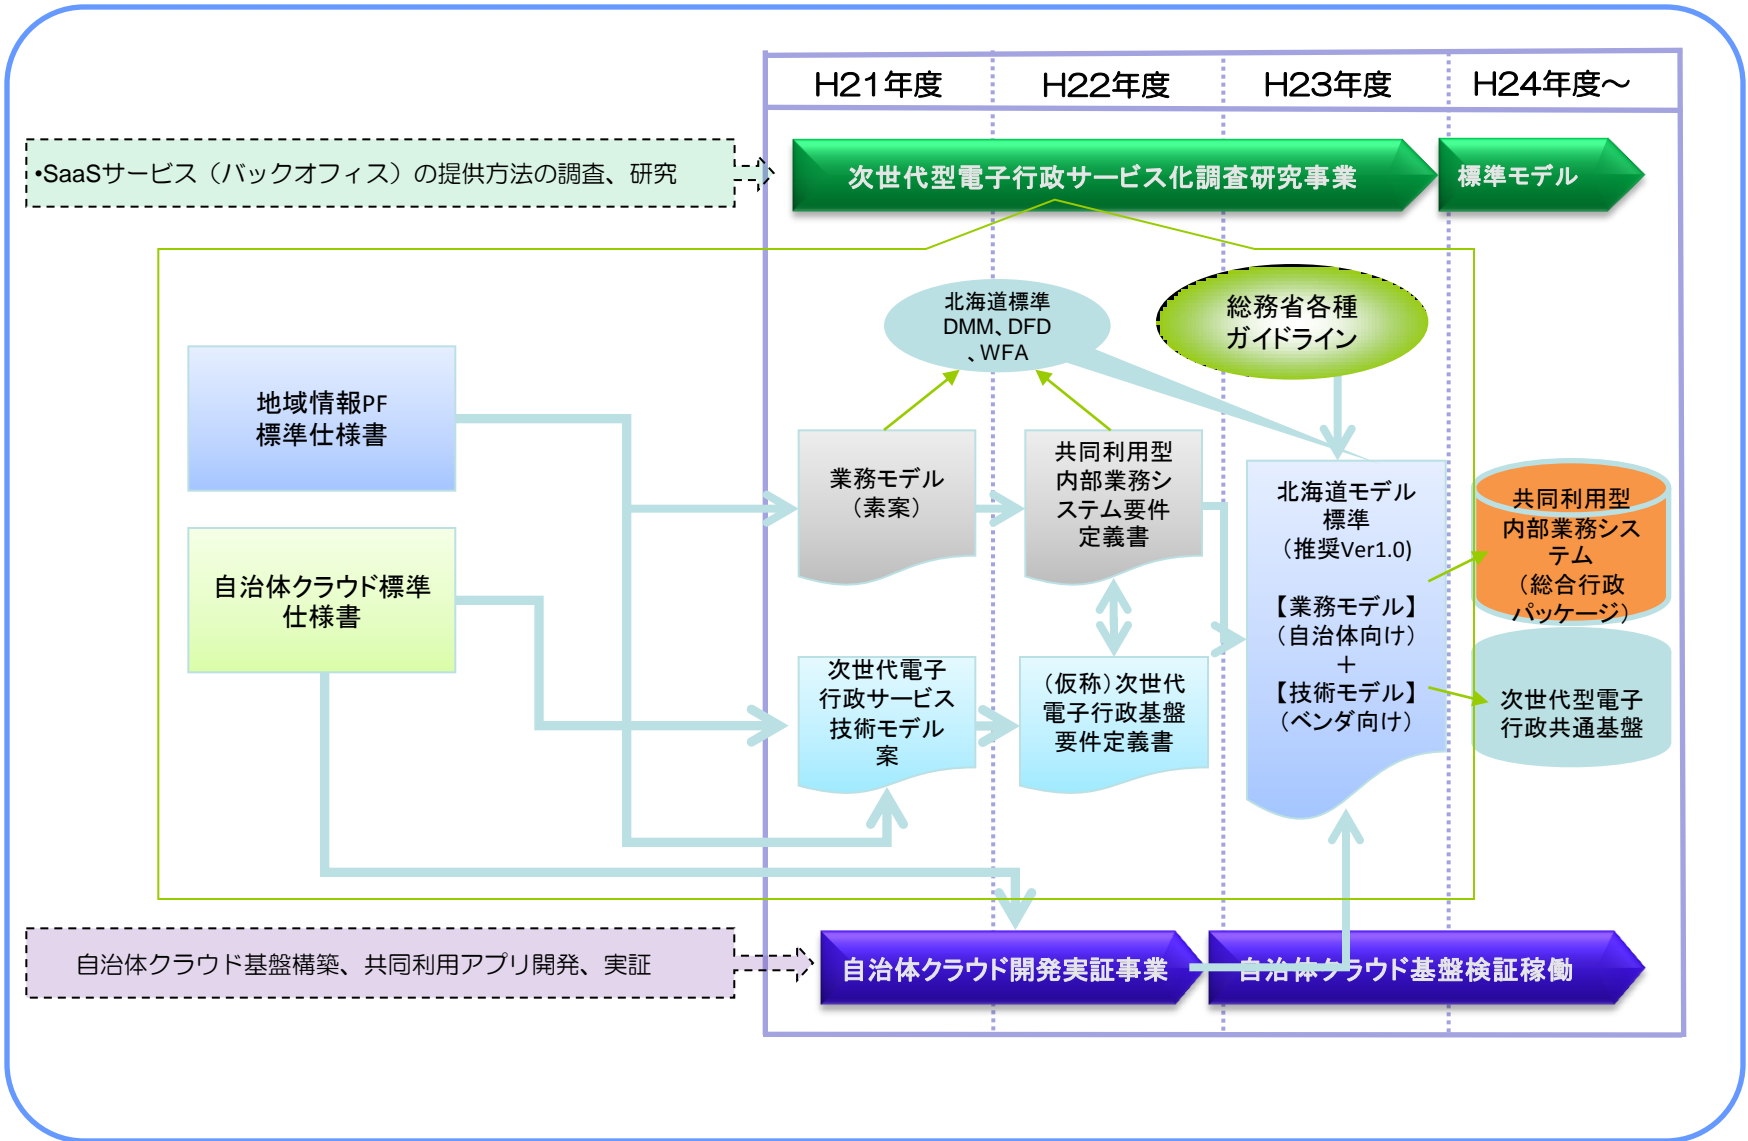 H21年度
H22年度
H23年度
H24年度～
•SaaSサービス（バックオフィス）の提供方法の調査、研究
次世代型電子行政サービス化調査研究事業
標準モデル
北海道標準
DMM、DFD
、WFA
総務省各種
ガイドライン
地域情報PF
標準仕様書
自治体クラウド標準
仕様書
業務モデル
（素案）
共同利用型
内部業務シ
ステム要件
定義書
北海道モデル
標準
（推奨Ver1.0)
【業務モデル】
（自治体向け）
＋
【技術モデル】
（ベンダ向け）
共同利用型
内部業務シス
テム
（総合行政
パッケージ）
次世代電子
行政サービス
技術モデル
案
（仮称）次世代
電子行政基盤
要件定義書
次世代型電子
行政共通基盤
自治体クラウド基盤構築、共同利用アプリ開発、実証
自治体クラウド開発実証事業
自治体クラウド基盤検証稼働